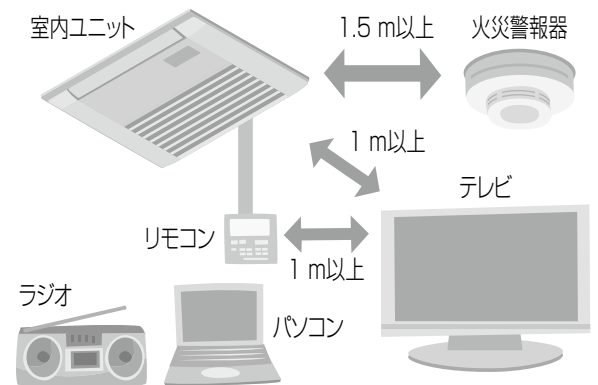 室内ユニット
1.5 m以上
火災警報器
1 m以上
テレビ
リモコン
1 m以上
ラジオ
パソコン